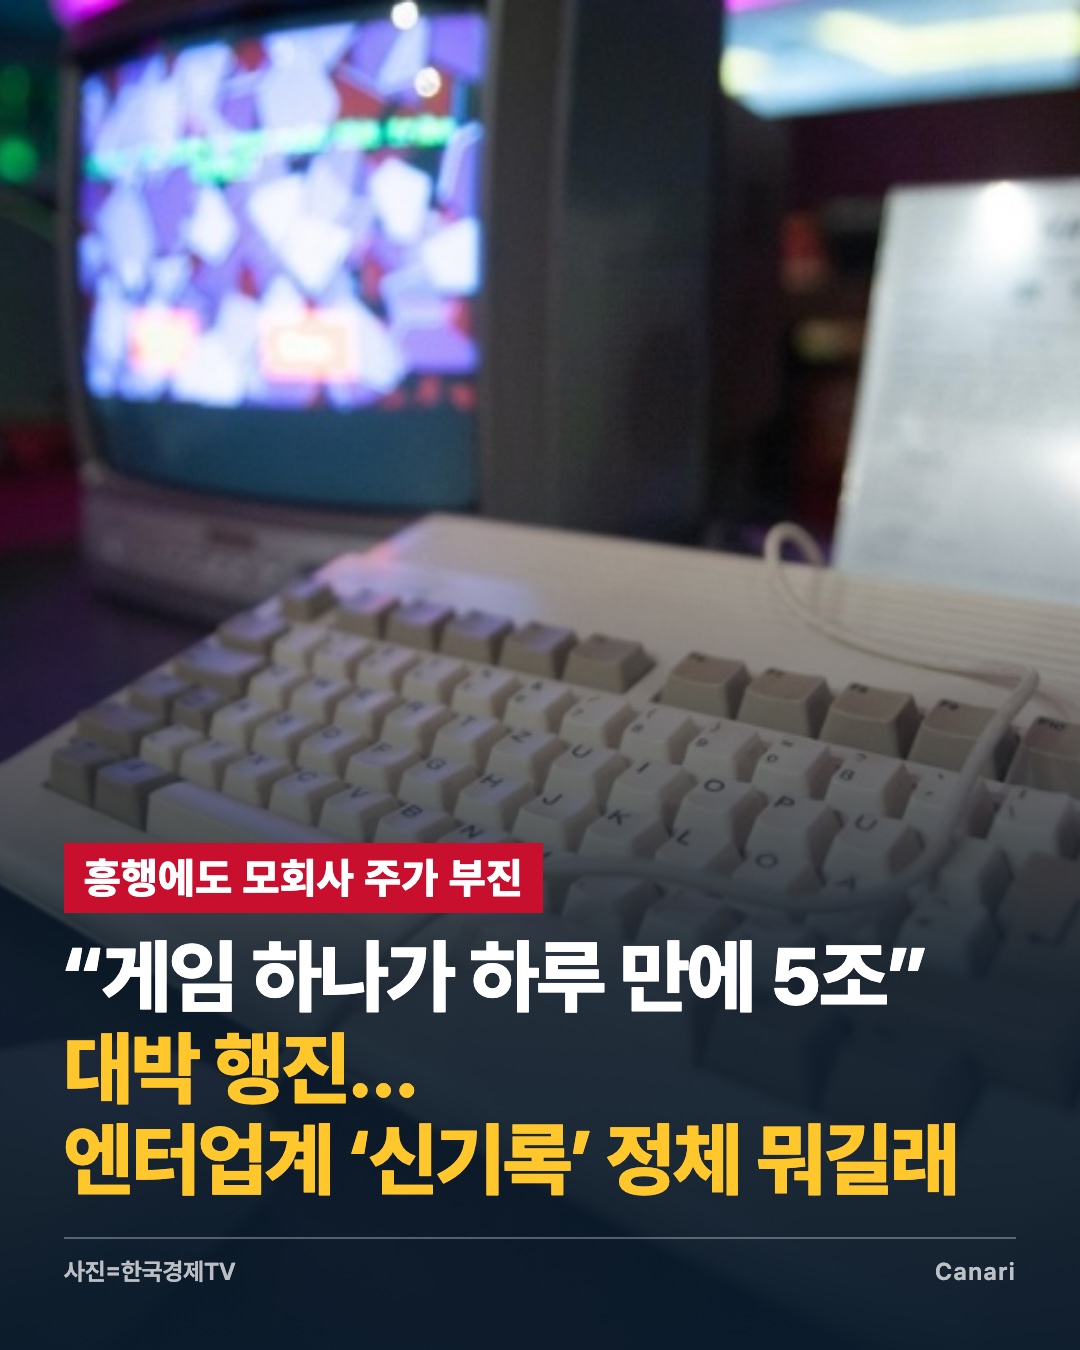 흥행에도 모회사 주가 부진
“게임 하나가 하루 만에 5조”
대박 행진...
엔터업계 ‘신기록’ 정체 뭐길래
사진=한국경제TV
Canari